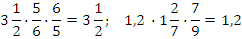 3 1/2 · 5/6 · 6/5 = 3 1/2;   1,2 · 1 2/7 · 7/9 = 1,2